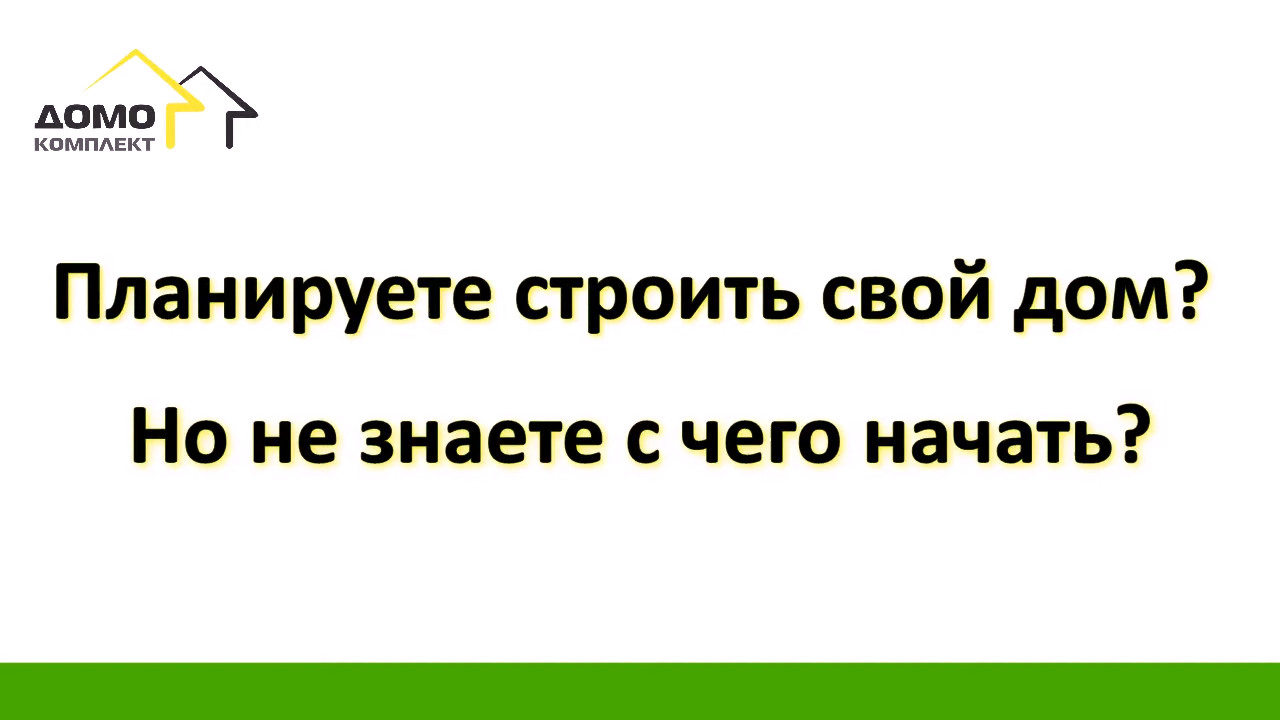 ДОМО
КОМПЛЕКТ
Планируете строить свой дом?
Но не знаете с чего начать?